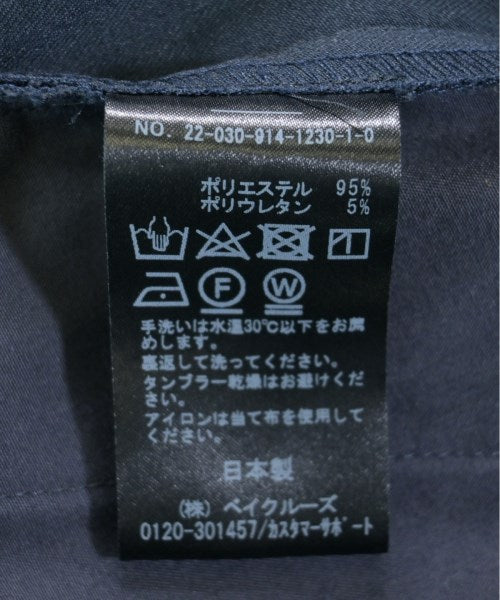 NO. 22-030-914-1230-1-0
ポリエステル 95%
ポリウレタン 5%
F W
手洗いは水温30℃以下をお薦
めします。
裏返して洗ってください。
タンブラー乾燥はお避けくだ
さい。
アイロンは当て布を使用して
ください。
日本製
(株) ベイクルーズ
0120-301457/カスタマーサポート